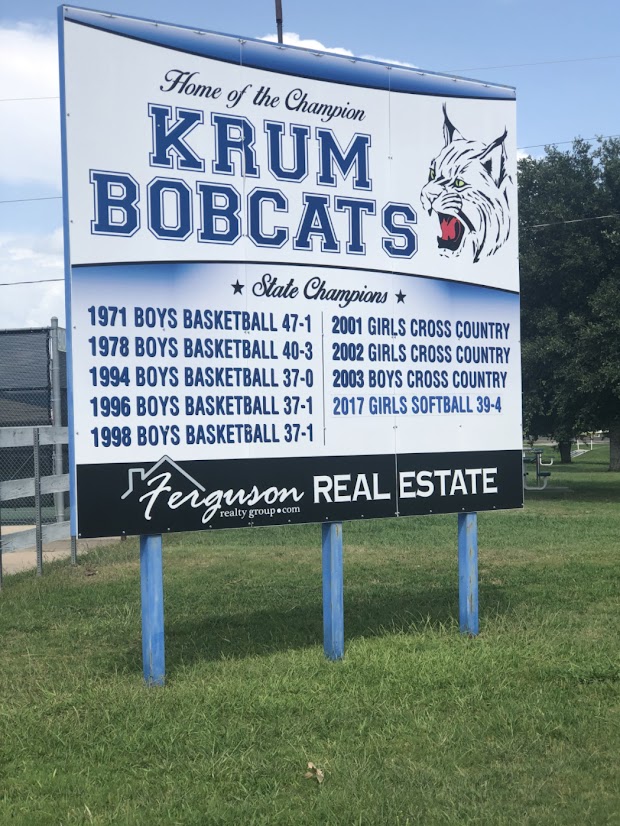 Home of the Champion
KRUM
BOBCATS
★ State Champions ★
1971 BOYS BASKETBALL 47-1
1978 BOYS BASKETBALL 40-3
1994 BOYS BASKETBALL 37-0
1996 BOYS BASKETBALL 37-1
1998 BOYS BASKETBALL 37-1
2001 GIRLS CROSS COUNTRY
2002 GIRLS CROSS COUNTRY
2003 BOYS CROSS COUNTRY
2017 GIRLS SOFTBALL 39-4
Ferguson REAL ESTATE
realty group•com